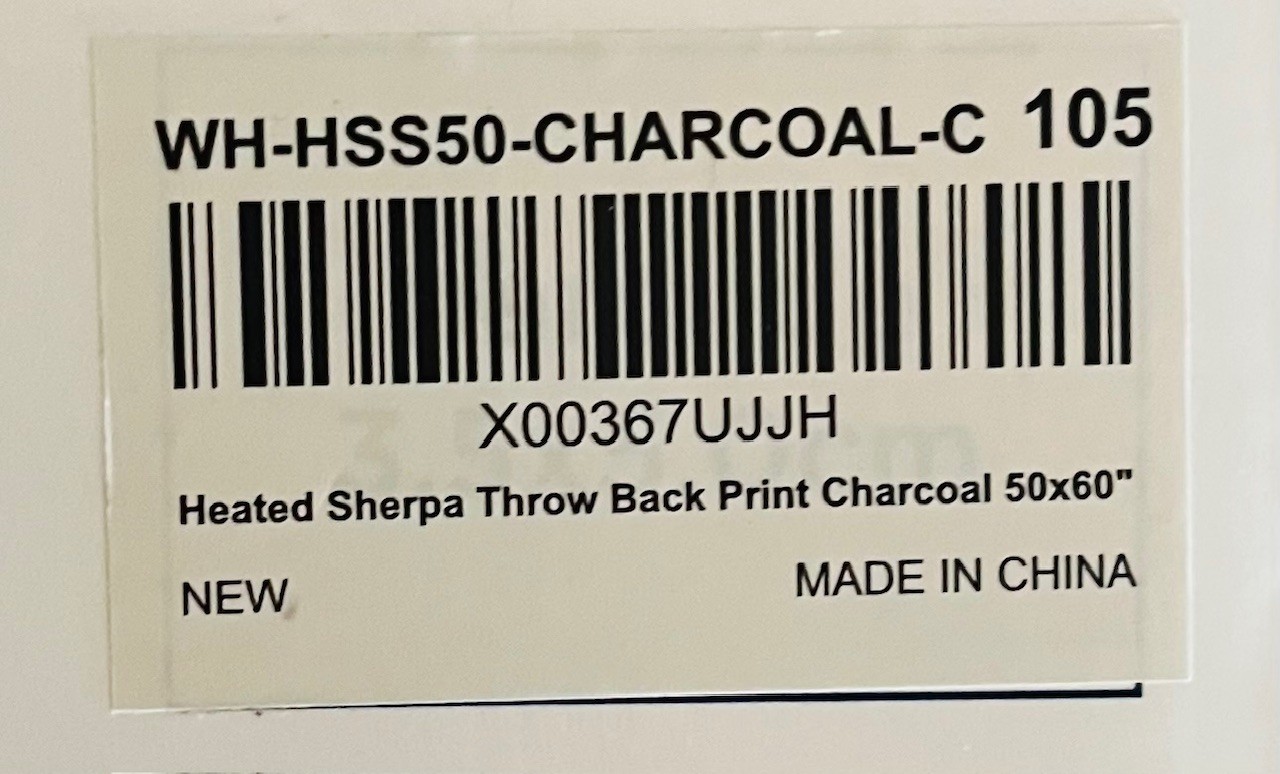 WH-HSS50-CHARCOAL-C 105
X00367UJJH
Heated Sherpa Throw Back Print Charcoal 50x60"
NEW
MADE IN CHINA